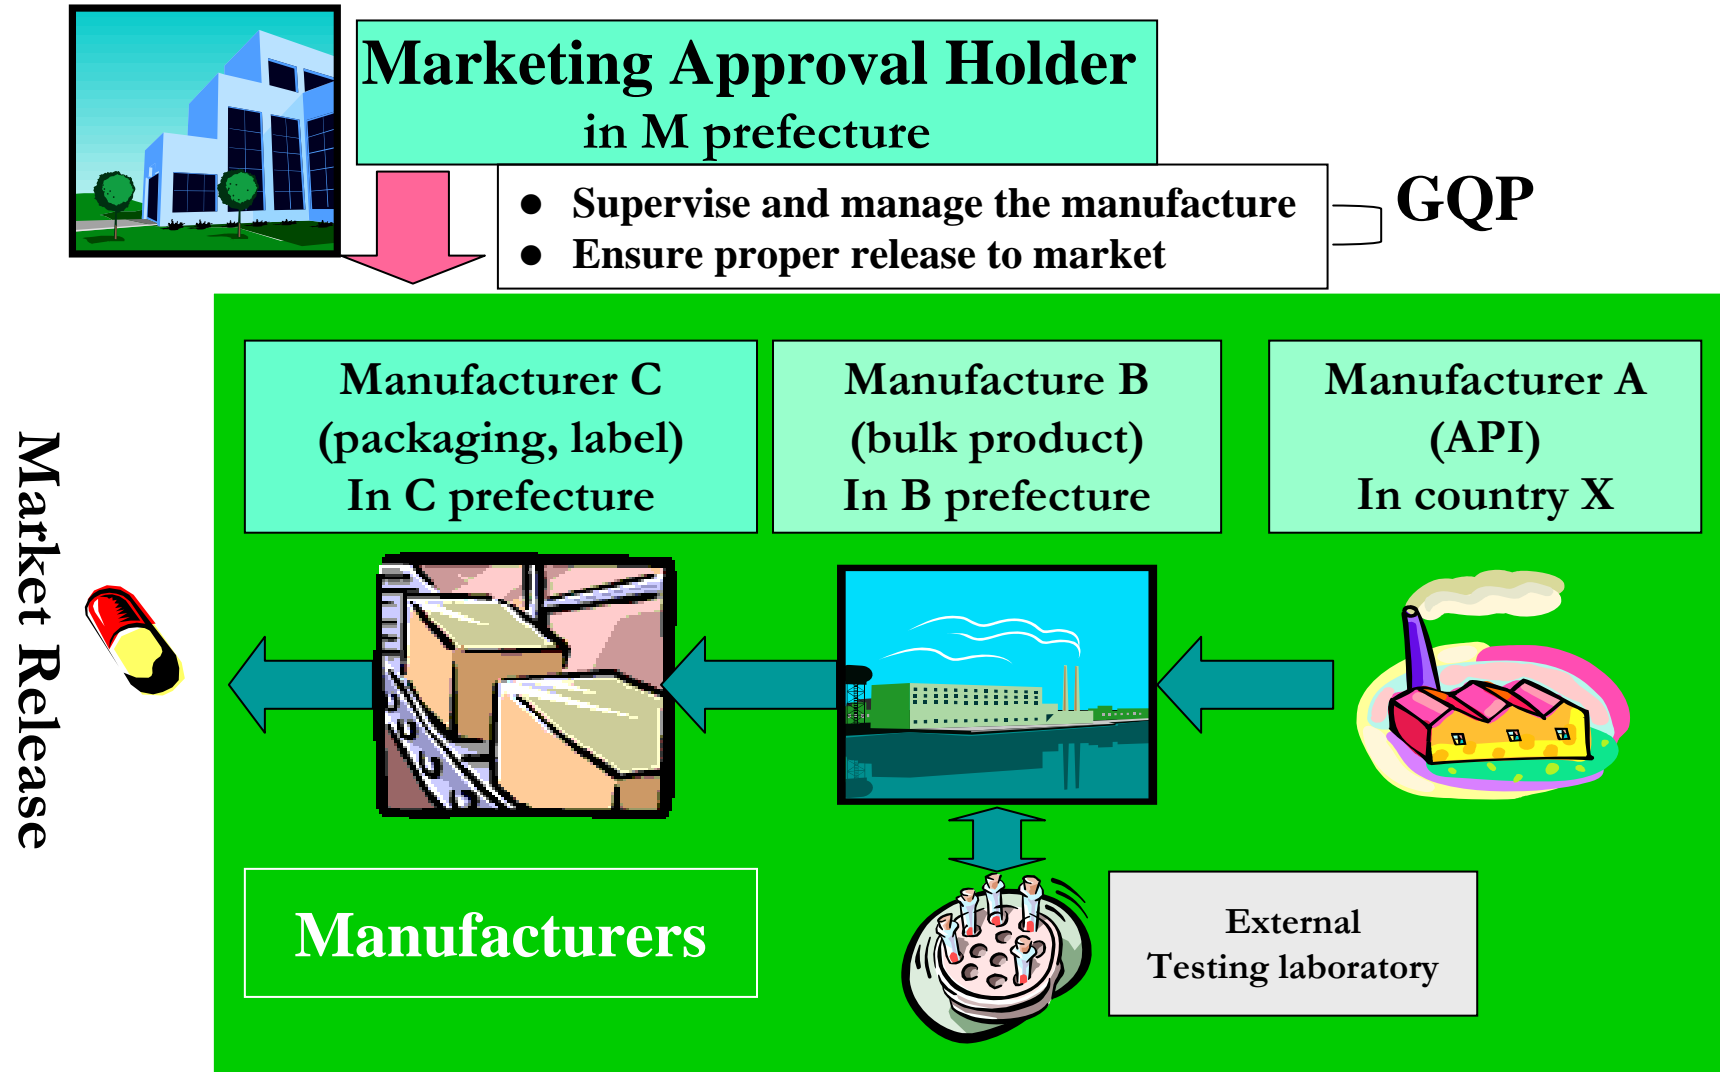 Marketing Approval Holder
in M prefecture
● Supervise and manage the manufacture
● Ensure proper release to market
GQP
Manufacturer C
(packaging, label)
In C prefecture
Manufacture B
(bulk product)
In B prefecture
Manufacturer A
(API)
In country X
Market Release
Manufacturers
External
Testing laboratory